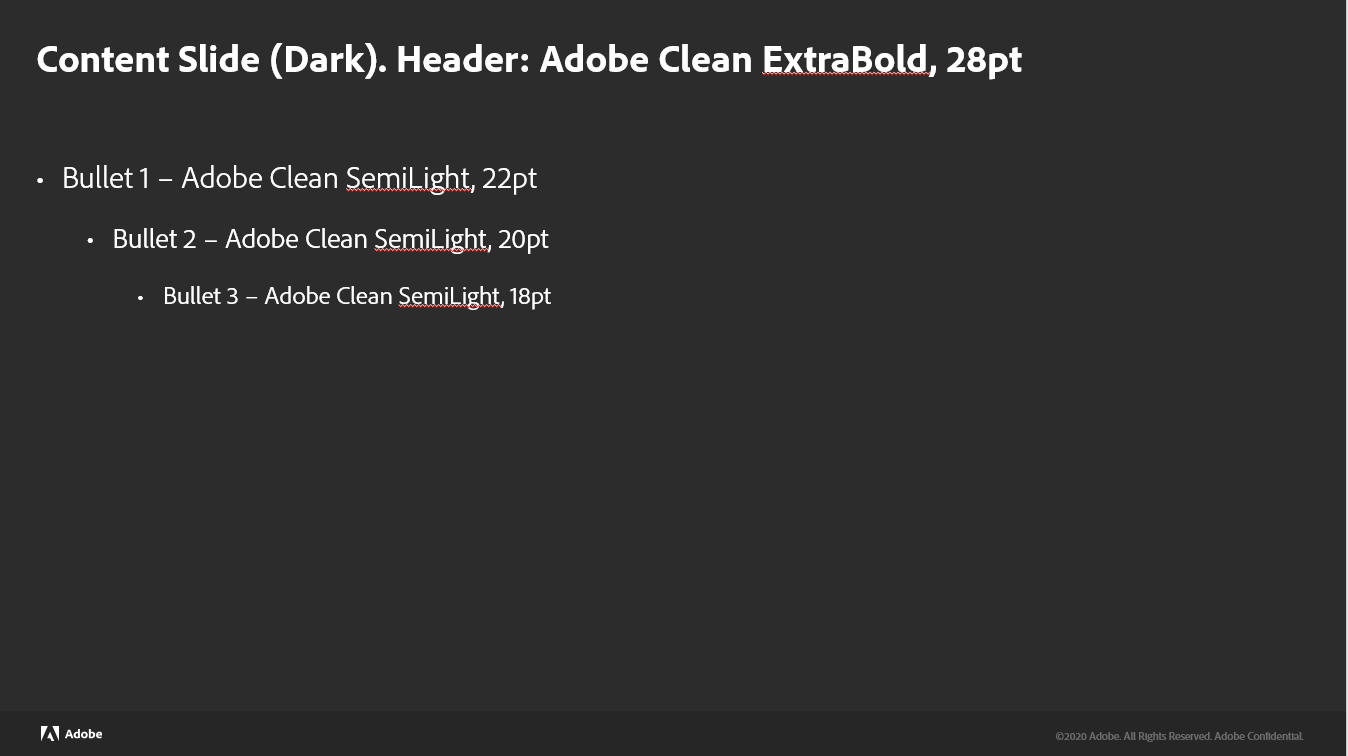 Content Slide (Dark). Header: Adobe Clean ExtraBold, 28pt
• Bullet 1 – Adobe Clean SemiLight, 22pt
• Bullet 2 – Adobe Clean SemiLight, 20pt
• Bullet 3 – Adobe Clean SemiLight, 18pt
Adobe
©2020 Adobe. All Rights Reserved. Adobe Confidential.